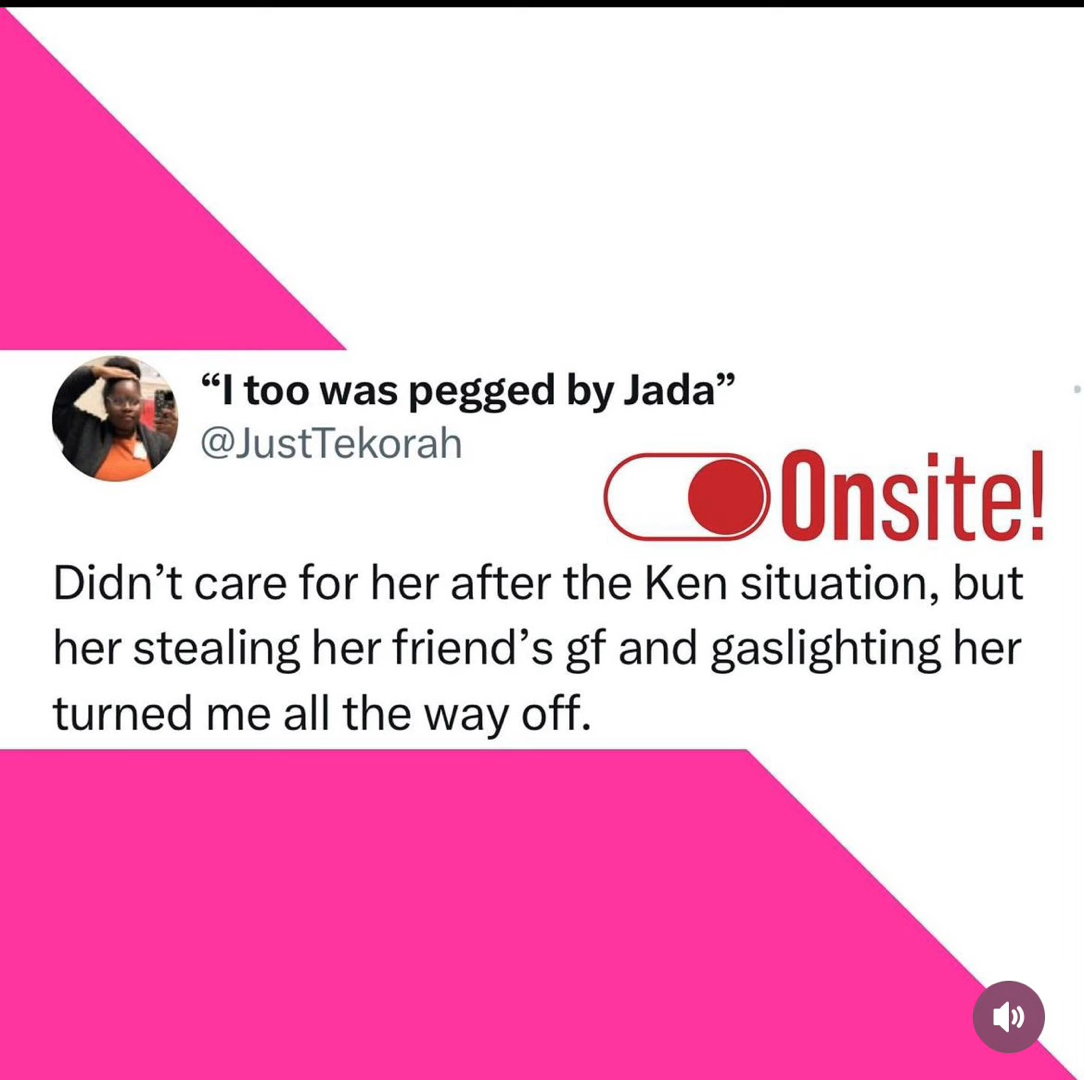 “I too was pegged by Jada”
@JustTekorah
Onsite!
Didn’t care for her after the Ken situation, but
her stealing her friend’s gf and gaslighting her
turned me all the way off.